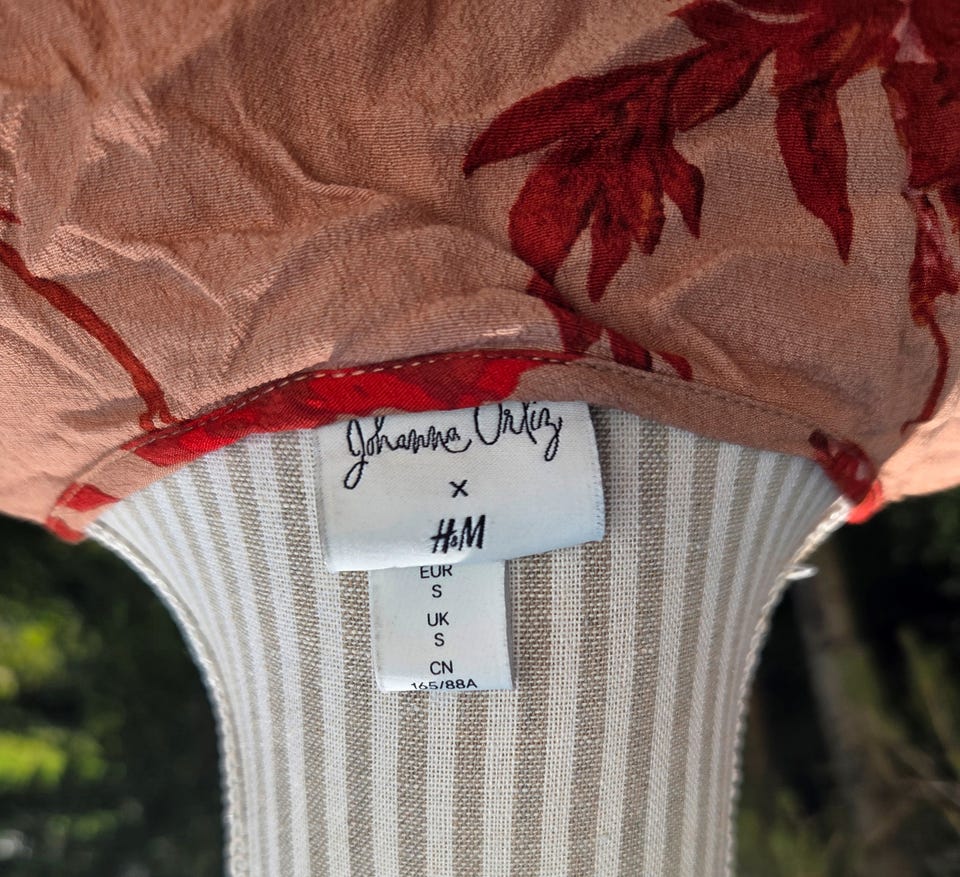 Johanna Ortiz
x
H&M
EUR
S
UK
S
CN
165/88A